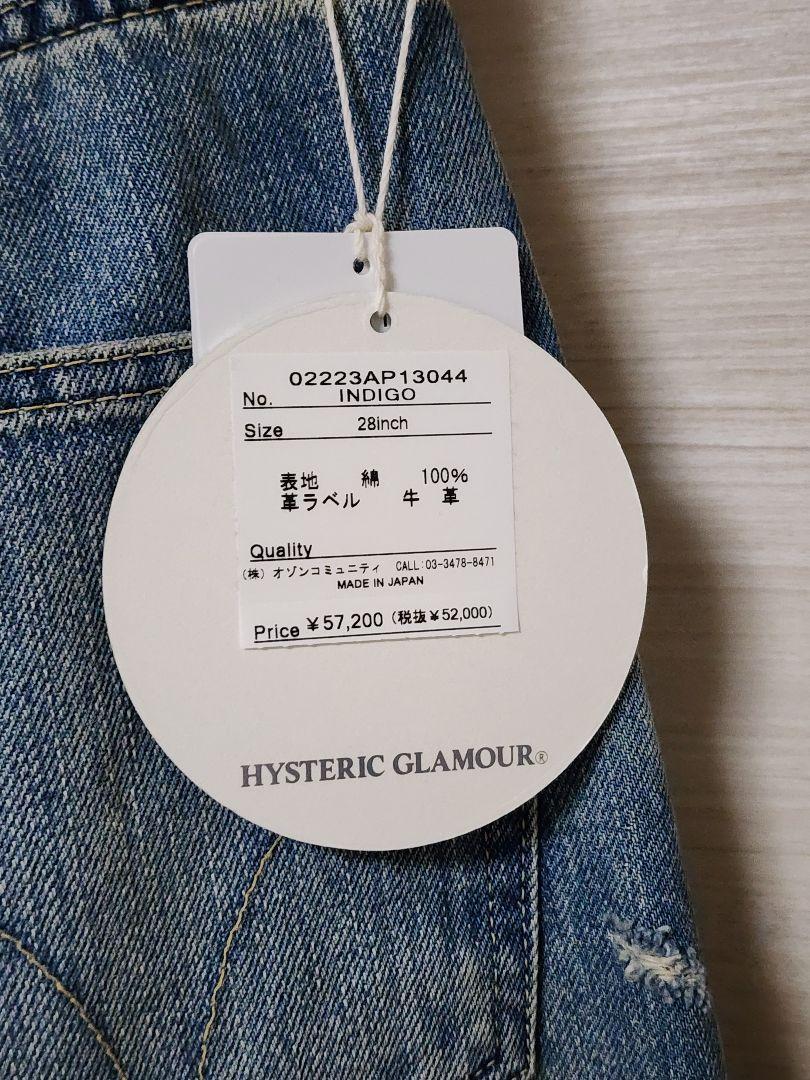 02223AP13044
No. INDIGO
Size 28inch
表地 綿 100%
革ラベル 牛 革
Quality
(株) オゾンコミュニティ CALL:03-3478-8471
MADE IN JAPAN
Price ¥57,200 (税抜¥52,000)
HYSTERIC GLAMOUR®